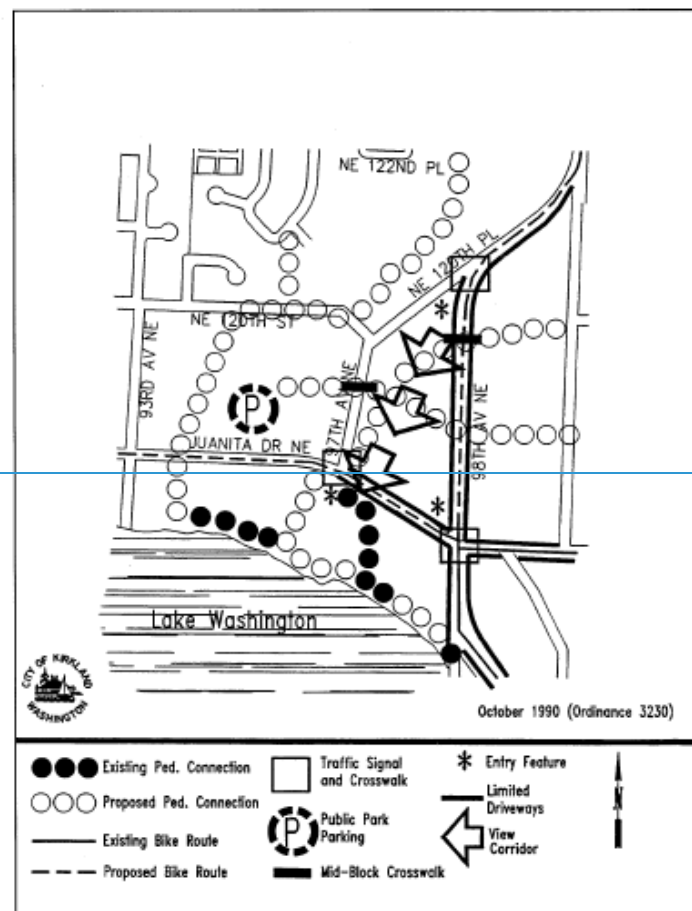 NE 122ND PL
NE 120TH PL
NE 120TH ST
93RD AV NE
P
97TH AV NE
JUANITA DR NE
98TH AV NE
Lake Washington
CITY OF KIRKLAND
WASHINGTON
October 1990 (Ordinance 3230)
Existing Ped. Connection
Proposed Ped. Connection
Existing Bike Route
Proposed Bike Route
Traffic Signal
and Crosswalk
P
Public Park
Parking
Mid-Block Crosswalk
Entry Feature
Limited
Driveways
View
Corridor
N